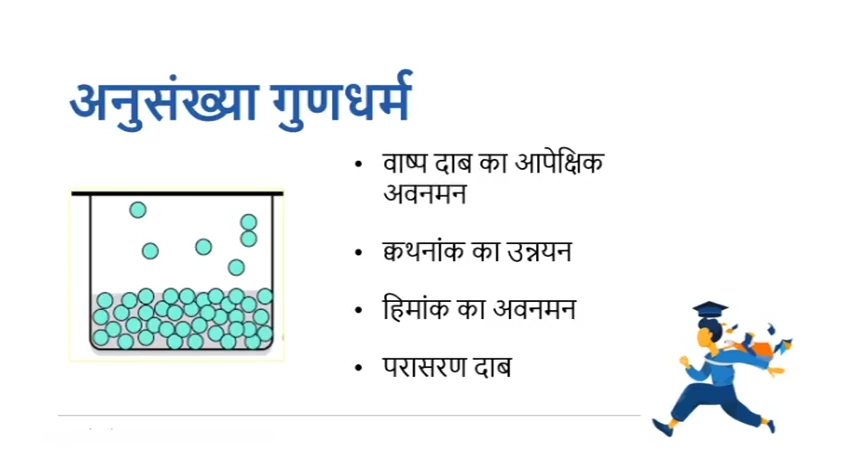 अनुसंख्या गुणधर्म
• वाष्प दाब का आपेक्षिक
अवनमन
• क्वथनांक का उन्नयन
• हिमांक का अवनमन
• परासरण दाब